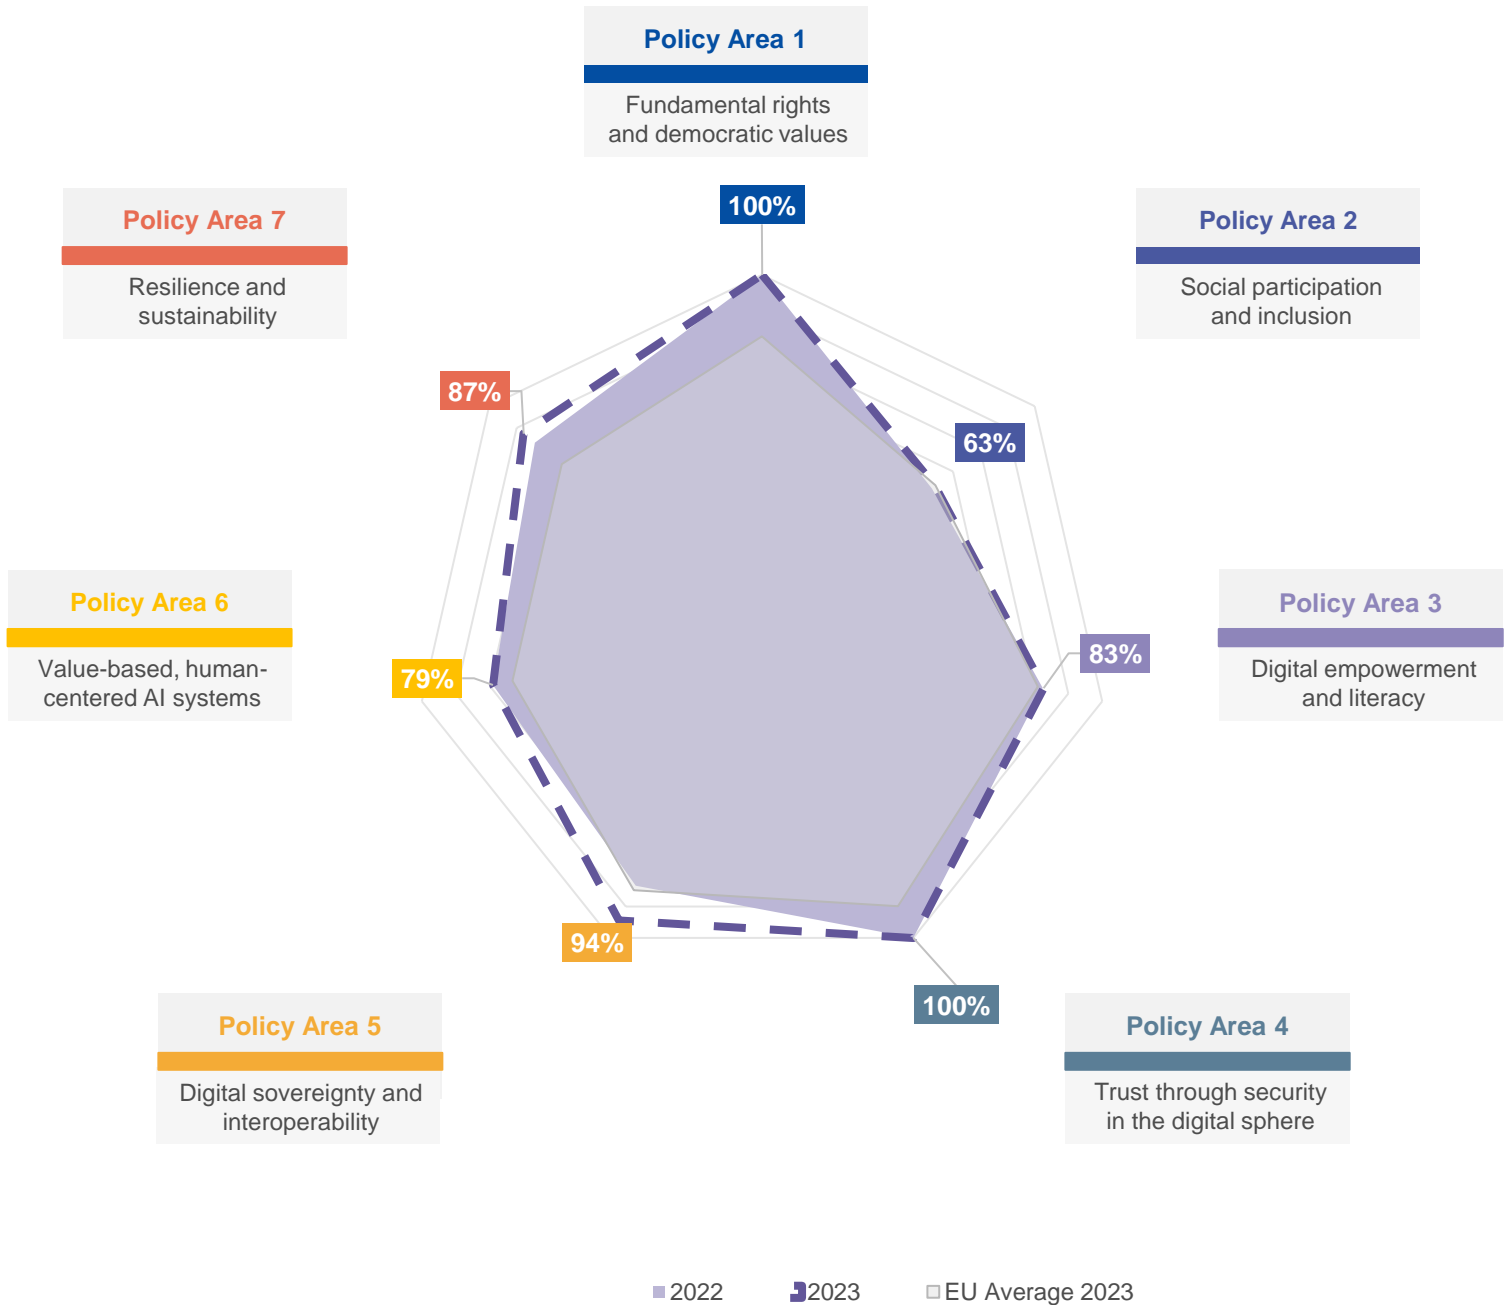 Policy Area 1
Fundamental rights
and democratic values
100%
Policy Area 7
Resilience and
sustainability
87%
Policy Area 2
Social participation
and inclusion
63%
Policy Area 6
Value-based, human-
centered AI systems
79%
Policy Area 3
Digital empowerment
and literacy
83%
94%
100%
Policy Area 5
Digital sovereignty and
interoperability
Policy Area 4
Trust through security
in the digital sphere
2022
2023
EU Average 2023